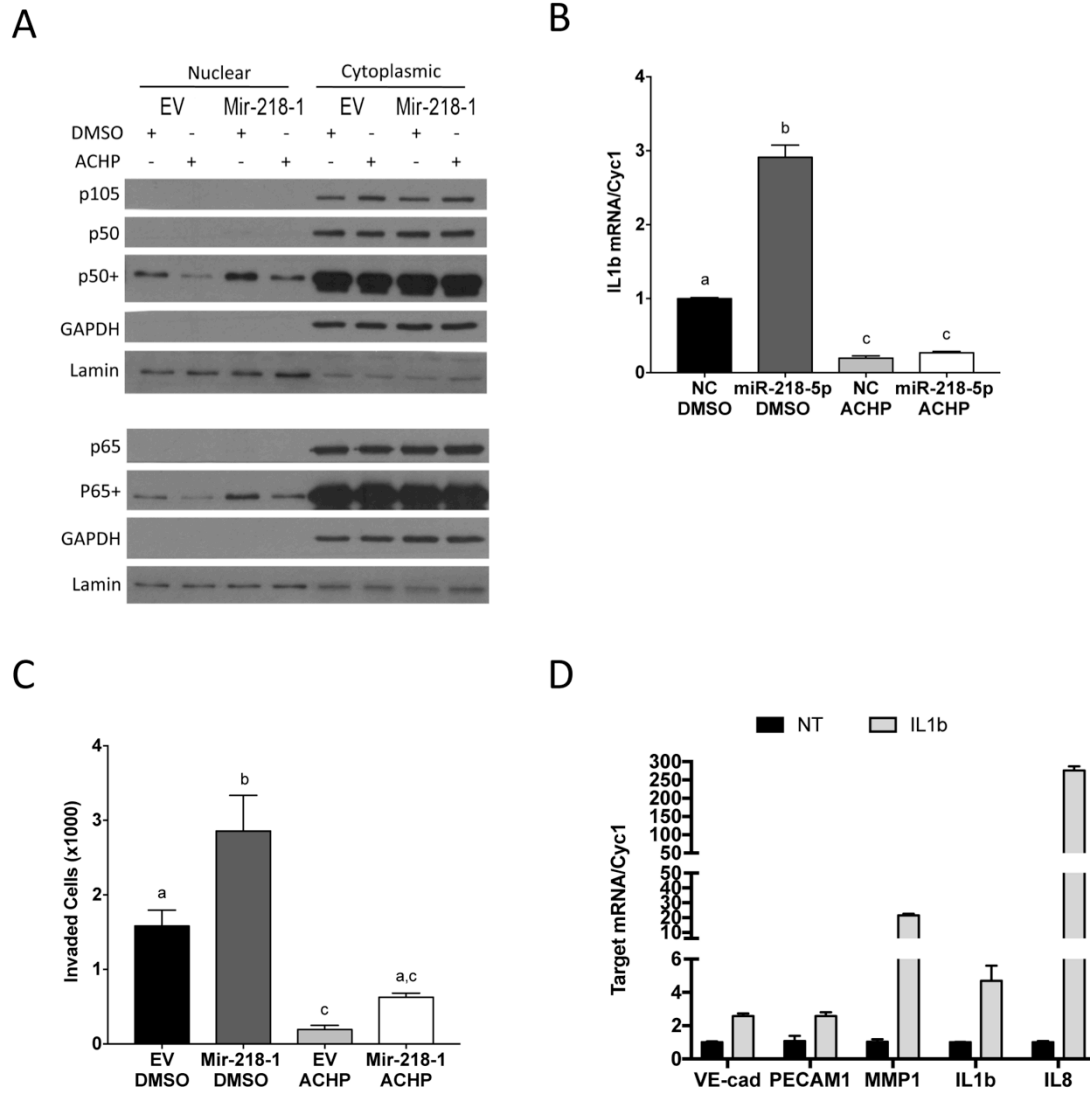 A
Nuclear Cytoplasmic
EV Mir-218-1 EV Mir-218-1
DMSO + - + - + - + -
ACHP - + - + - + - +
p105
p50
p50+
GAPDH
Lamin
p65
P65+
GAPDH
Lamin
B
IL1b mRNA/Cyc1
4
3
2
1
0
a
b
c
c
NC DMSO
miR-218-5p DMSO
NC ACHP
miR-218-5p ACHP
C
Invaded Cells (x1000)
4
3
2
1
0
a
b
c
a,c
EV DMSO
Mir-218-1 DMSO
EV ACHP
Mir-218-1 ACHP
D
NT IL1b
Target mRNA/Cyc1
300
250
200
150
100
50
50
40
30
20
10
6
4
2
0
VE-cad PECAM1 MMP1 IL1b IL8